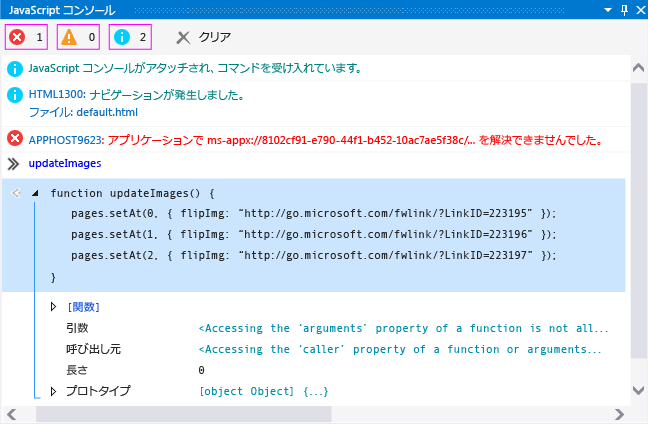 JavaScript コンソール
1 0 2 クリア
JavaScript コンソールがアタッチされ、コマンドを受け入れています。
HTML1300: ナビゲーションが発生しました。
ファイル: default.html
APPHOST9623: アプリケーションで ms-appx://8102cf91-e790-44f1-b452-10ac7ae5f38c/... を解決できませんでした。
updateImages
function updateImages() {
pages.setAt(0, { flipImg: "http://go.microsoft.com/fwlink/?LinkID=223195" });
pages.setAt(1, { flipImg: "http://go.microsoft.com/fwlink/?LinkID=223196" });
pages.setAt(2, { flipImg: "http://go.microsoft.com/fwlink/?LinkID=223197" });
}
[関数]
引数 <Accessing the 'arguments' property of a function is not all...
呼び出し元 <Accessing the 'caller' property of a function or arguments...
長さ 0
プロトタイプ [object Object] {...}